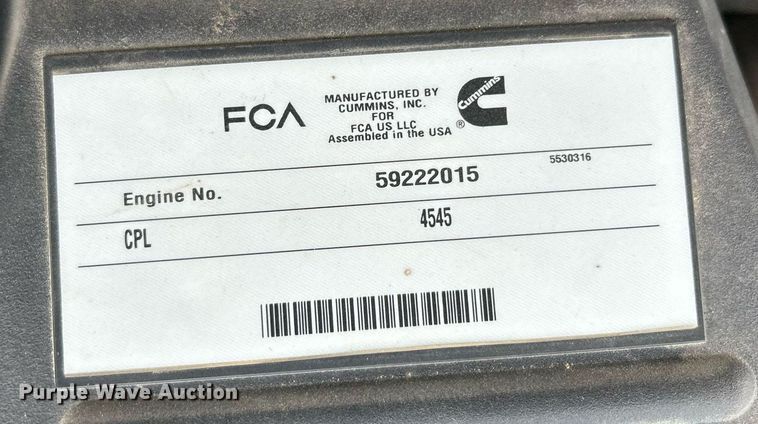 FCA
MANUFACTURED BY
CUMMINS, INC.
FOR
FCA US LLC
Assembled in the USA
Cummins
®
Engine No. 59222015 5530316
CPL 4545
Purple Wave Auction